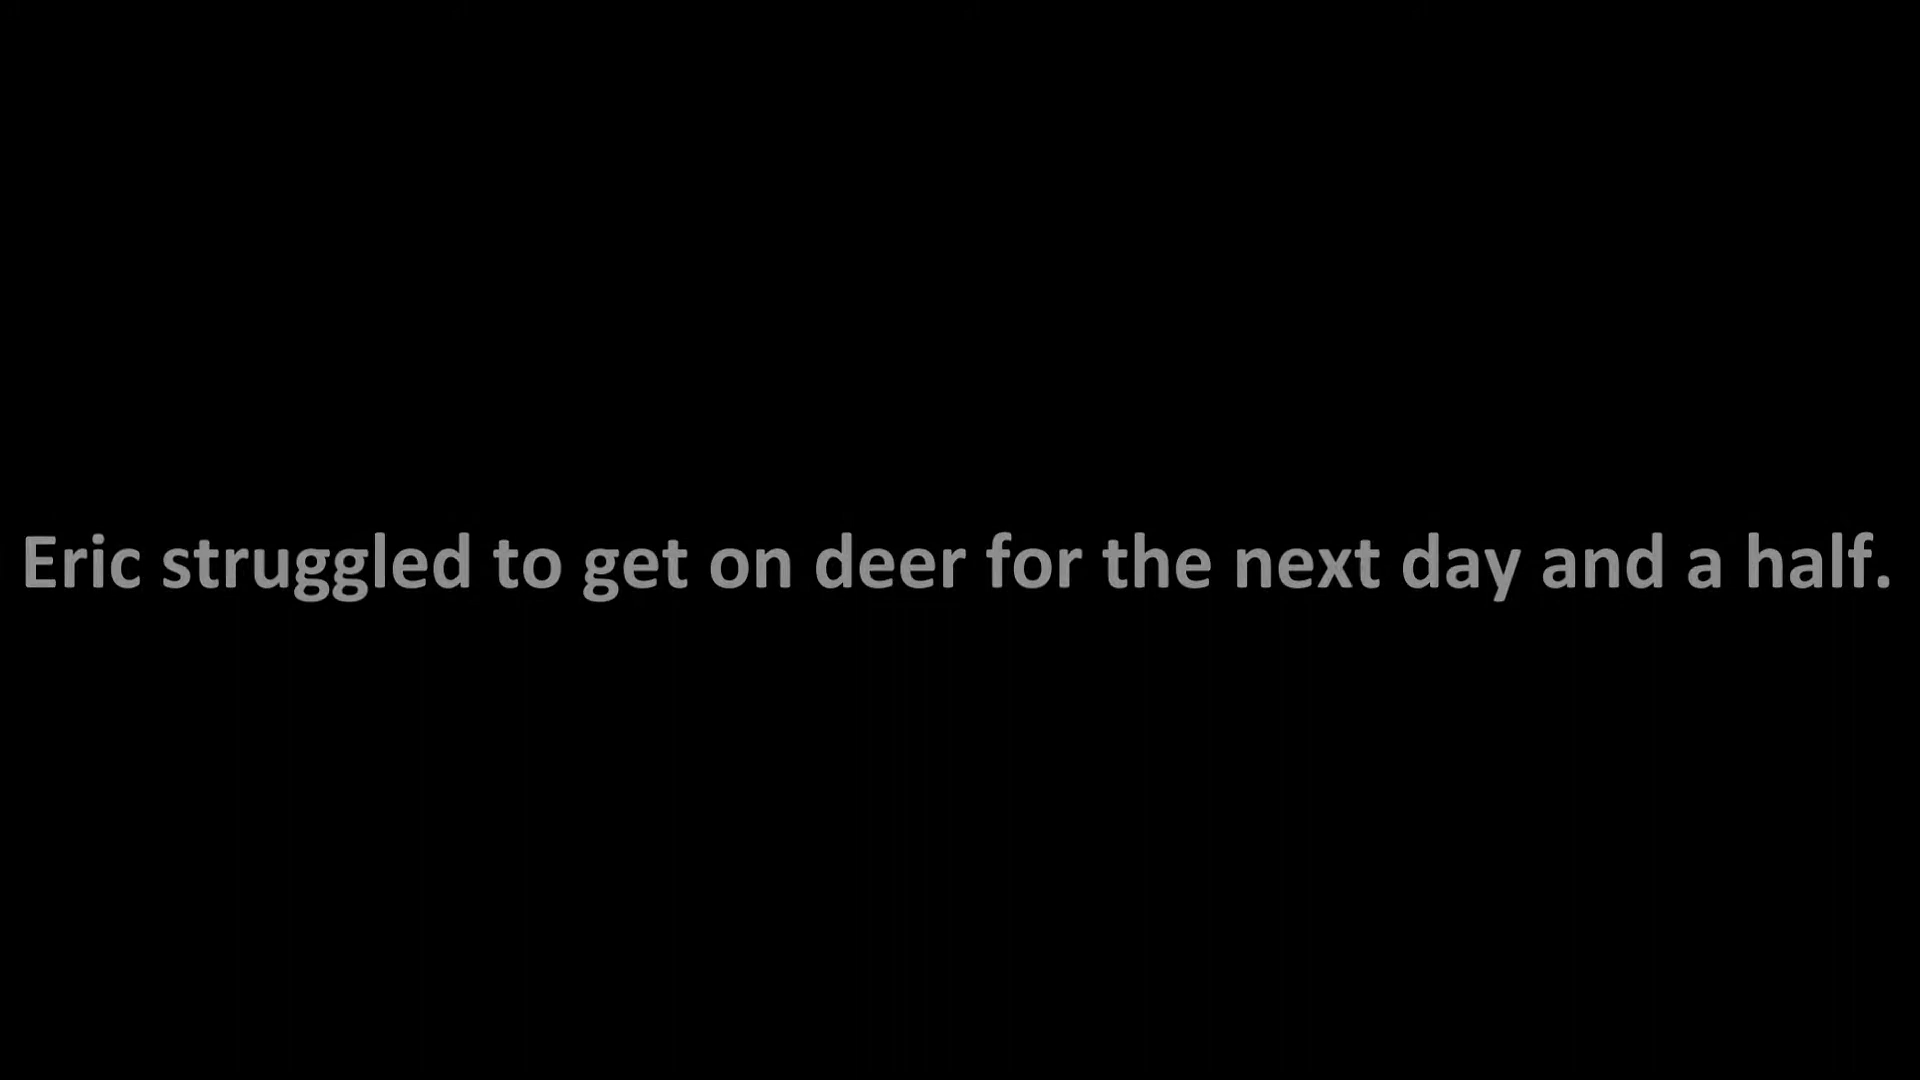 Eric struggled to get on deer for the next day and a half.